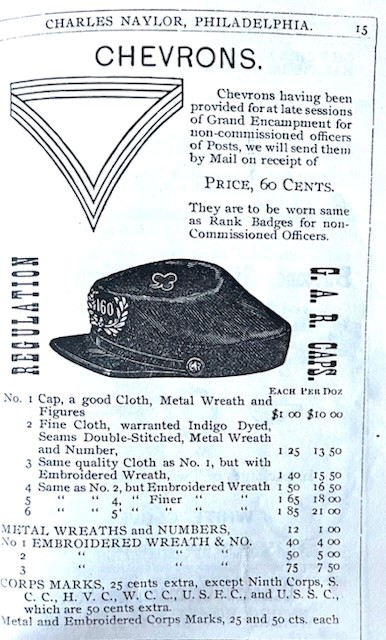 CHARLES NAYLOR, PHILADELPHIA. 15
CHEVRONS.
Chevrons having been
provided for at late sessions
of Grand Encampment for
non-commissioned officers
of Posts, we will send them
by Mail on receipt of
PRICE, 60 CENTS.
They are to be worn same
as Rank Badges for non-
Commissioned Officers.
REGULATION
160
G. A. R. CAPS.
EACH PER DOZ
No. 1 Cap, a good Cloth, Metal Wreath and
Figures $1 00 $10 00
2 Fine Cloth, warranted Indigo Dyed,
Seams Double-Stitched, Metal Wreath
and Number, 1 25 13 50
3 Same quality Cloth as No. 1, but with
Embroidered Wreath, 1 40 15 50
4 Same as No. 2, but Embroidered Wreath 1 50 16 50
5 " " 4, " Finer " " 1 65 18 00
6 " " 5' " " " 1 85 21 00
METAL WREATHS and NUMBERS, 12 1 00
No 1 EMBROIDERED WREATH & NO. 40 4 00
2 " " " 50 5 00
3 " " " 75 7 50
CORPS MARKS, 25 cents extra, except Ninth Corps, S.
C. C., H. V. C., W. C. C., U. S. E. C., and U. S. S. C.,
which are 50 cents extra.
Metal and Embroidered Corps Marks, 25 and 50 cts. each